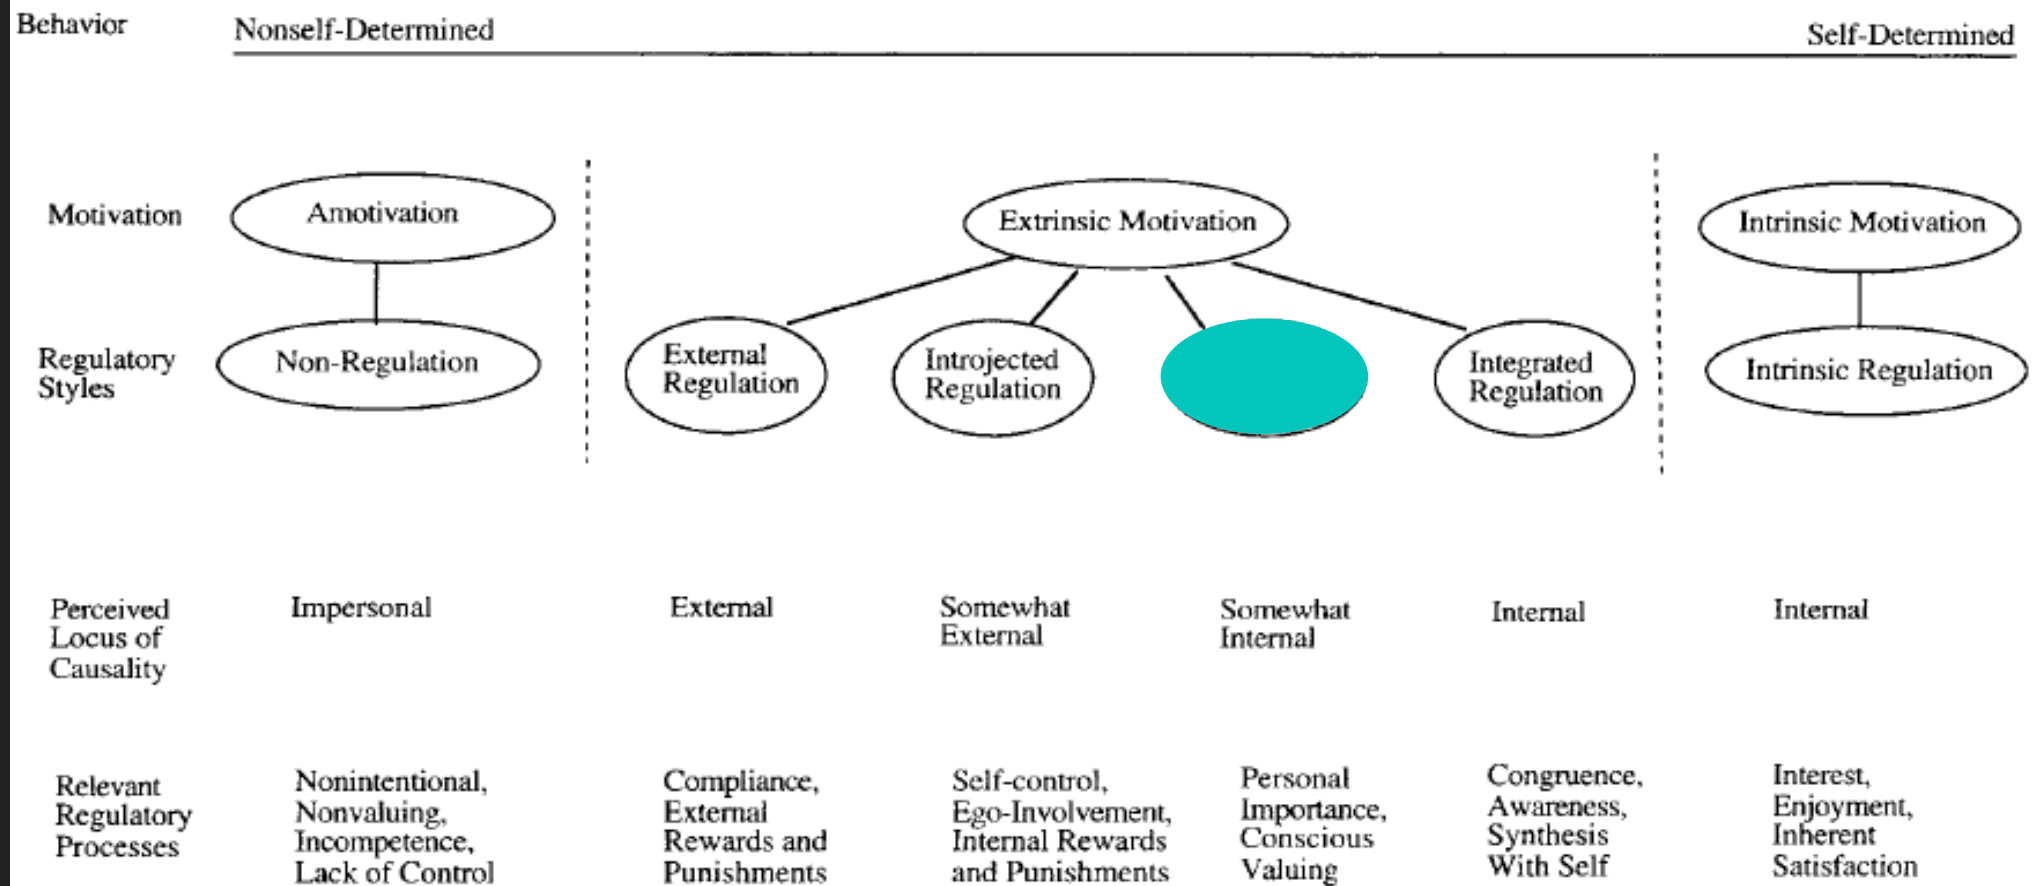 Behavior
Nonself-Determined
Self-Determined
Motivation
Amotivation
Extrinsic Motivation
Intrinsic Motivation
Regulatory
Styles
Non-Regulation
External
Regulation
Introjected
Regulation
Integrated
Regulation
Intrinsic Regulation
Perceived
Locus of
Causality
Impersonal
External
Somewhat
External
Somewhat
Internal
Internal
Internal
Relevant
Regulatory
Processes
Nonintentional,
Nonvaluing,
Incompetence,
Lack of Control
Compliance,
External
Rewards and
Punishments
Self-control,
Ego-Involvement,
Internal Rewards
and Punishments
Personal
Importance,
Conscious
Valuing
Congruence,
Awareness,
Synthesis
With Self
Interest,
Enjoyment,
Inherent
Satisfaction